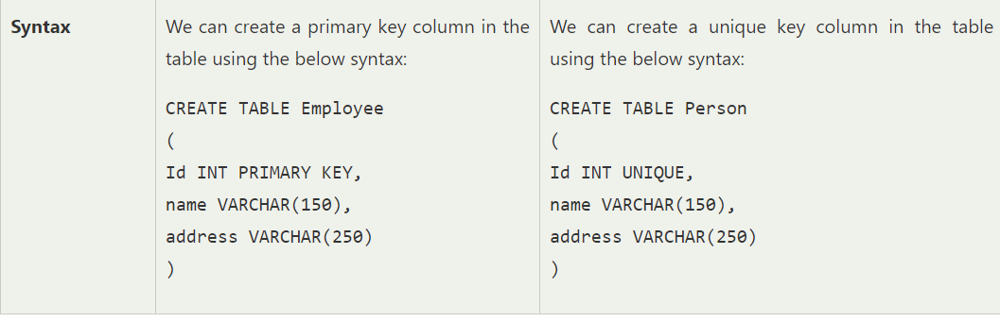 Syntax
We can create a primary key column in the
table using the below syntax:
CREATE TABLE Employee
(
Id INT PRIMARY KEY,
name VARCHAR(150),
address VARCHAR(250)
)
We can create a unique key column in the table
using the below syntax:
CREATE TABLE Person
(
Id INT UNIQUE,
name VARCHAR(150),
address VARCHAR(250)
)